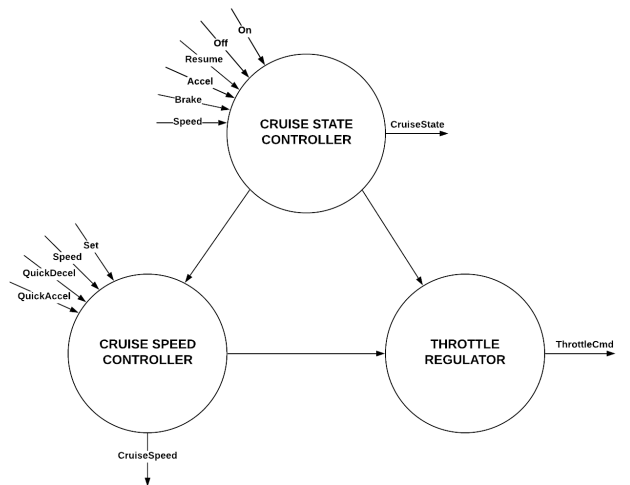 On
Off
Resume
Accel
Brake
Speed
CRUISE STATE
CONTROLLER
CruiseState
Set
Speed
QuickDecel
QuickAccel
CRUISE SPEED
CONTROLLER
THROTTLE
REGULATOR
ThrottleCmd
CruiseSpeed